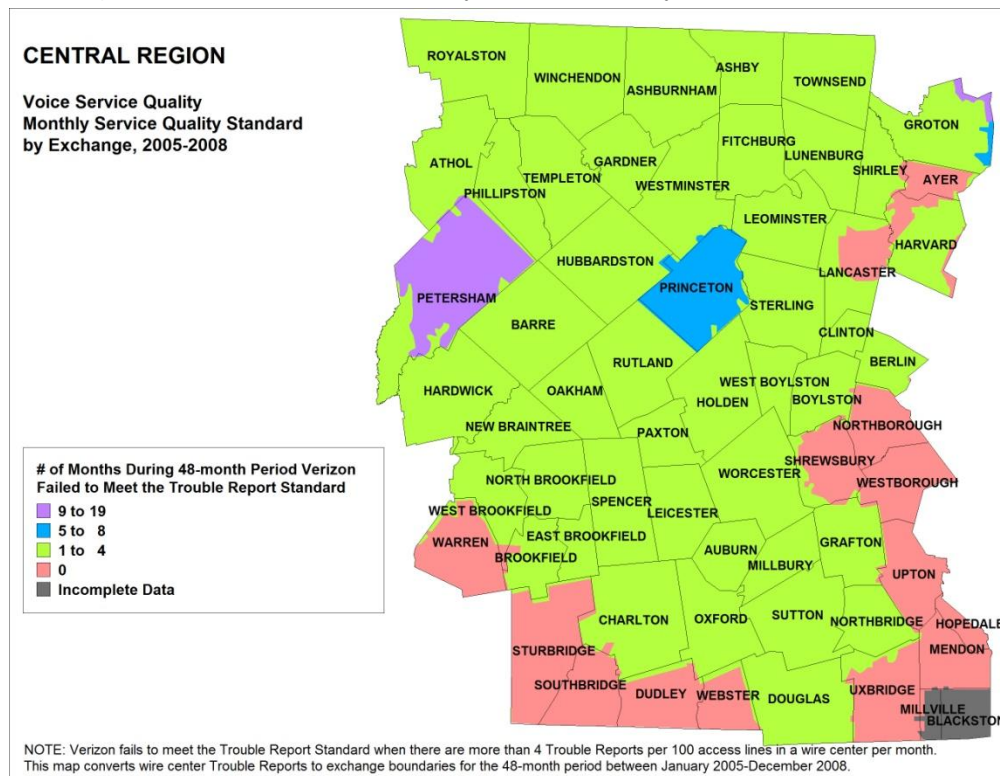 CENTRAL REGION
Voice Service Quality
Monthly Service Quality Standard
by Exchange, 2005-2008
ROYALSTON
WINCHENDON
ASHBURNHAM
ASHBY
TOWNSEND
GROTON
ATHOL
PHILLIPSTON
TEMPLETON
GARDNER
WESTMINSTER
FITCHBURG
LUNENBURG
SHIRLEY
AYER
LEOMINSTER
HARVARD
HUBBARDSTON
LANCASTER
PETERSHAM
PRINCETON
STERLING
BARRE
CLINTON
RUTLAND
BERLIN
HARDWICK
OAKHAM
WEST BOYLSTON
HOLDEN
BOYLSTON
NEW BRAINTREE
PAXTON
NORTHBOROUGH
SHREWSBURY
WORCESTER
WESTBOROUGH
NORTH BROOKFIELD
SPENCER
LEICESTER
WEST BROOKFIELD
EAST BROOKFIELD
WARREN
BROOKFIELD
AUBURN
MILLBURY
GRAFTON
UPTON
CHARLTON
OXFORD
SUTTON
NORTHBRIDGE
HOPEDALE
MENDON
STURBRIDGE
SOUTHBRIDGE
DUDLEY
WEBSTER
DOUGLAS
UXBRIDGE
MILLVILLE
BLACKSTON
# of Months During 48-month Period Verizon
Failed to Meet the Trouble Report Standard
9 to 19
5 to 8
1 to 4
0
Incomplete Data
NOTE: Verizon fails to meet the Trouble Report Standard when there are more than 4 Trouble Reports per 100 access lines in a wire center per month.
This map converts wire center Trouble Reports to exchange boundaries for the 48-month period between January 2005-December 2008.